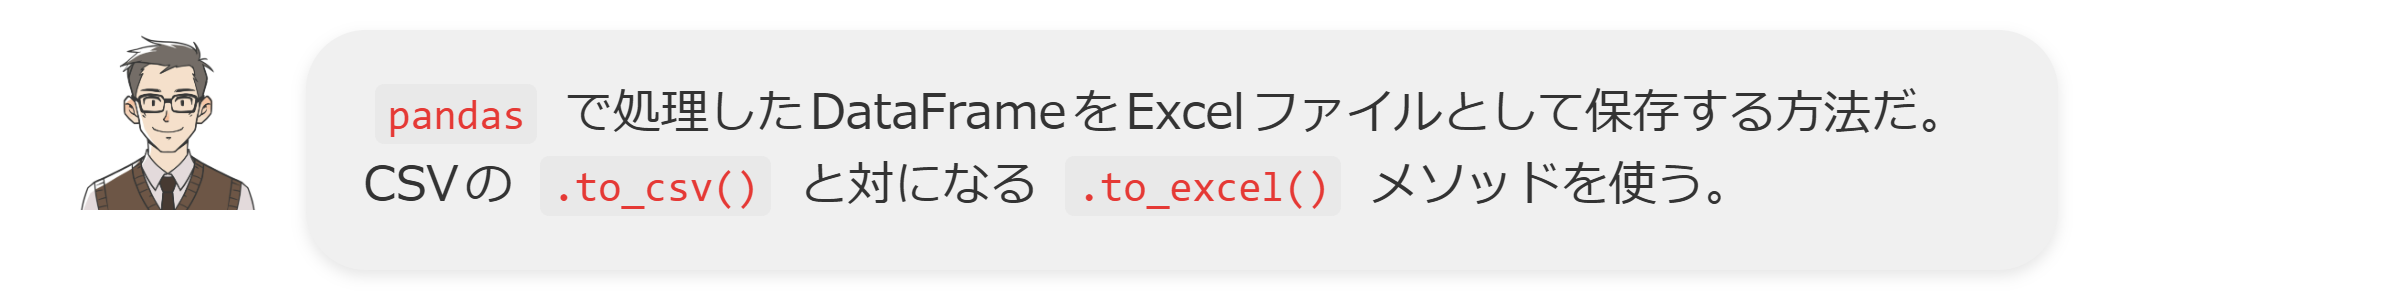 pandas で処理したDataFrameをExcelファイルとして保存する方法だ。
CSVの .to_csv() と対になる .to_excel() メソッドを使う。